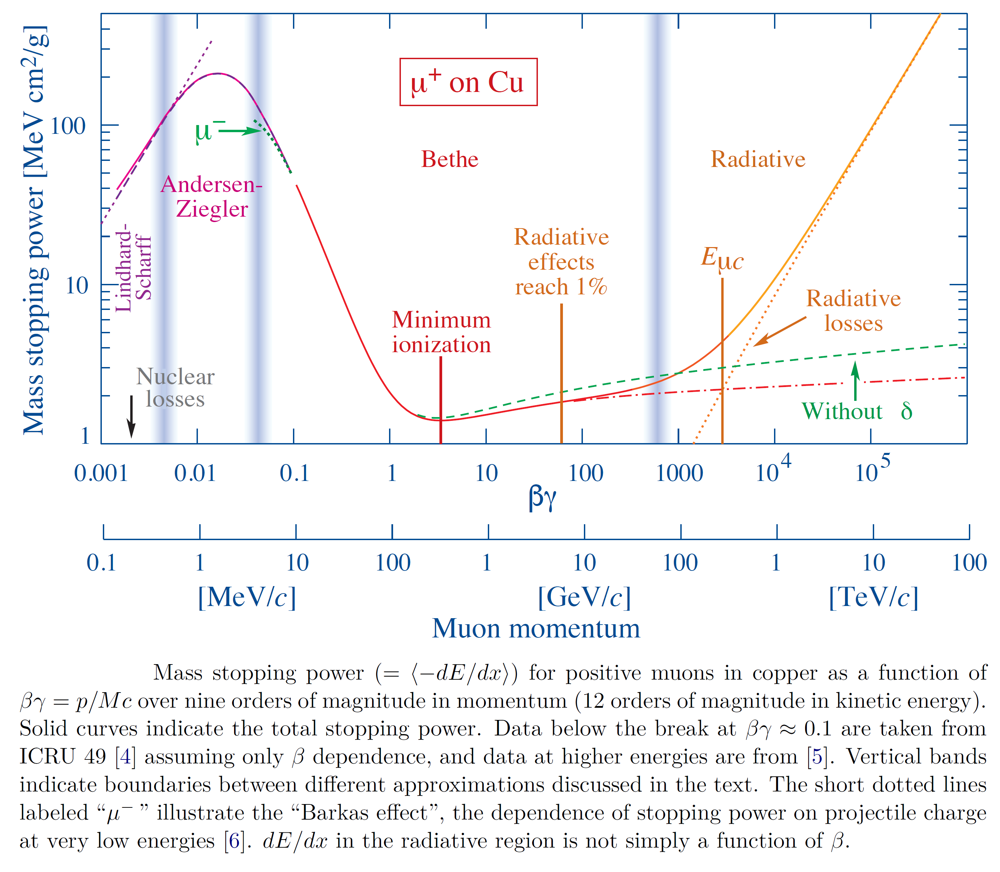 Mass stopping power [MeV cm²/g]
100
10
1
μ⁺ on Cu
μ⁻
Andersen-
Ziegler
Bethe
Radiative
Lindhard-
Scharff
Radiative
effects
reach 1%
Eμc
Minimum
ionization
Radiative
losses
Nuclear
losses
Without δ
0.001 0.01 0.1 1 10 100 1000 10⁴ 10⁵
βγ
0.1 1 10 100 1 10 100 1 10 100
[MeV/c] [GeV/c] [TeV/c]
Muon momentum
Mass stopping power (= ⟨−dE/dx⟩) for positive muons in copper as a function of
βγ = p/Mc over nine orders of magnitude in momentum (12 orders of magnitude in kinetic energy).
Solid curves indicate the total stopping power. Data below the break at βγ ≈ 0.1 are taken from
ICRU 49 [4] assuming only β dependence, and data at higher energies are from [5]. Vertical bands
indicate boundaries between different approximations discussed in the text. The short dotted lines
labeled “μ⁻ ” illustrate the “Barkas effect”, the dependence of stopping power on projectile charge
at very low energies [6]. dE/dx in the radiative region is not simply a function of β.